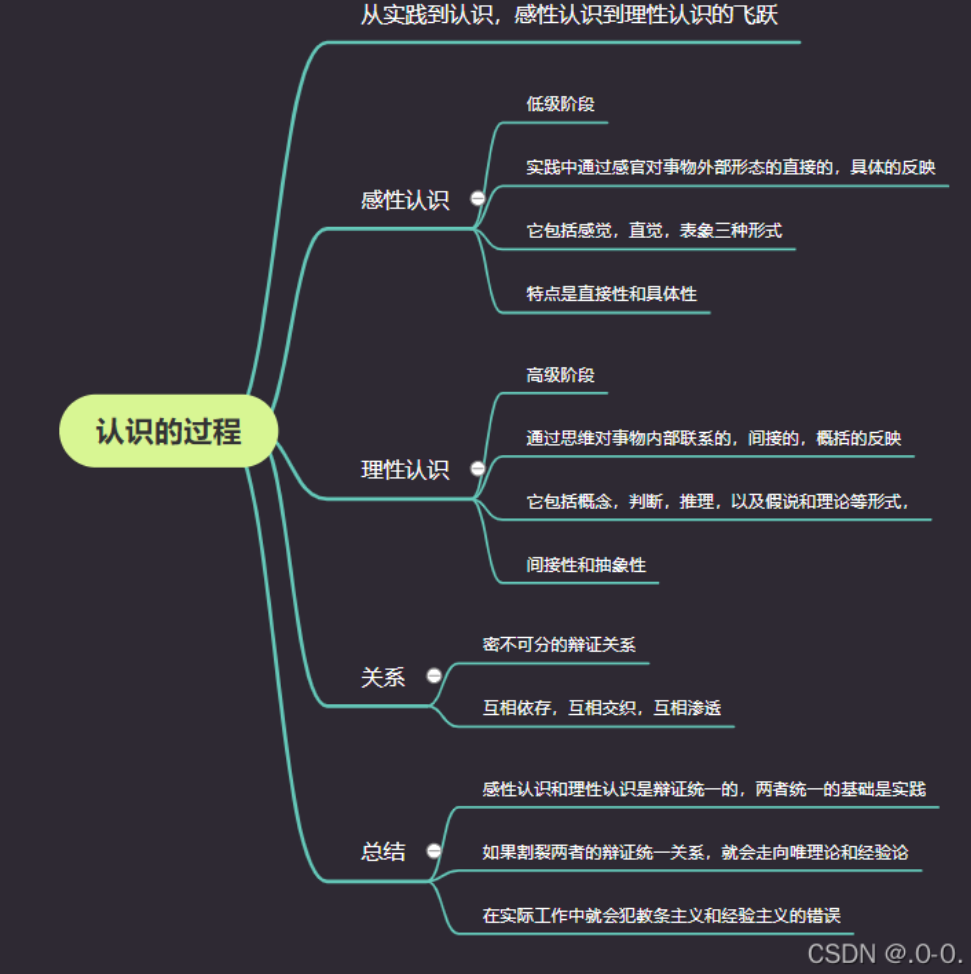 从实践到认识，感性认识到理性认识的飞跃
低级阶段
实践中通过感官对事物外部形态的直接的，具体的反映
感性认识
它包括感觉，直觉，表象三种形式
特点是直接性和具体性
高级阶段
认识的过程
通过思维对事物内部联系的，间接的，概括的反映
理性认识
它包括概念，判断，推理，以及假说和理论等形式，
间接性和抽象性
密不可分的辩证关系
关系
互相依存，互相交织，互相渗透
感性认识和理性认识是辩证统一的，两者统一的基础是实践
总结
如果割裂两者的辩证统一关系，就会走向唯理论和经验论
在实际工作中就会犯教条主义和经验主义的错误
CSDN @.0-0.